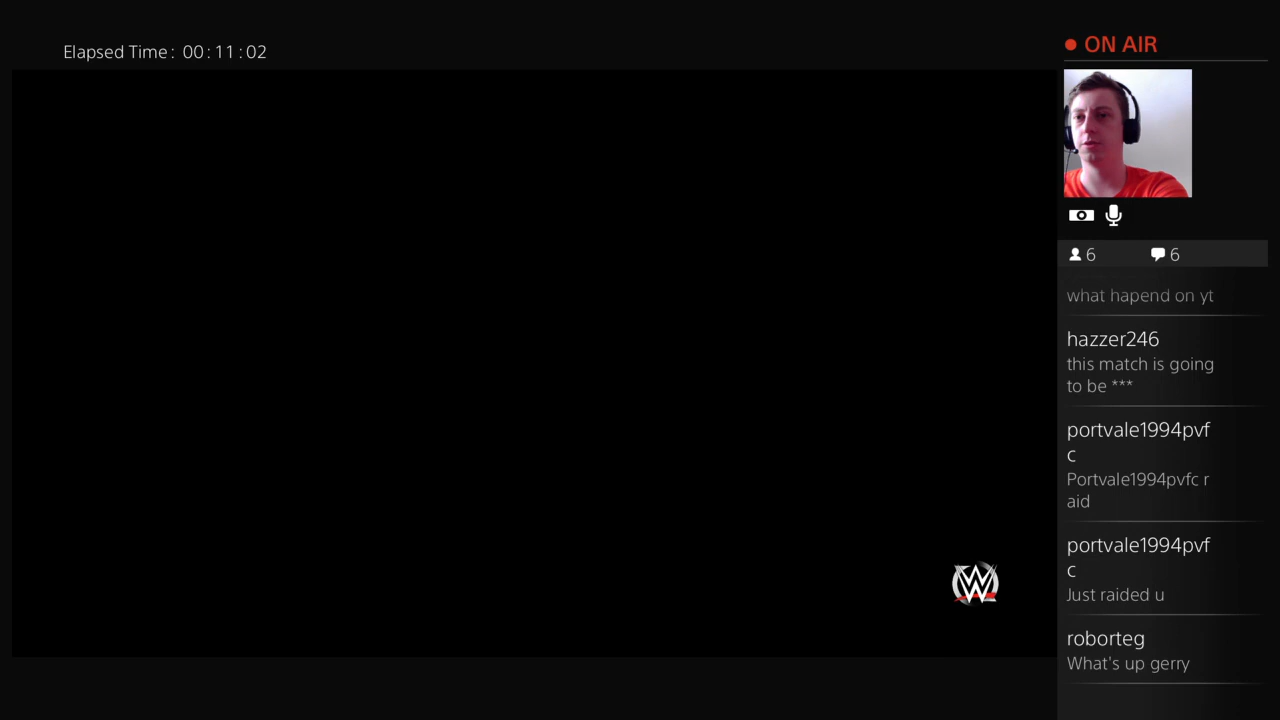 Elapsed Time: 00:11:02
ON AIR
6 6
what hapend on yt
hazzer246
this match is going
to be ***
portvale1994pvf
c
Portvale1994pvfc r
aid
portvale1994pvf
c
Just raided u
roborteg
What's up gerry
W